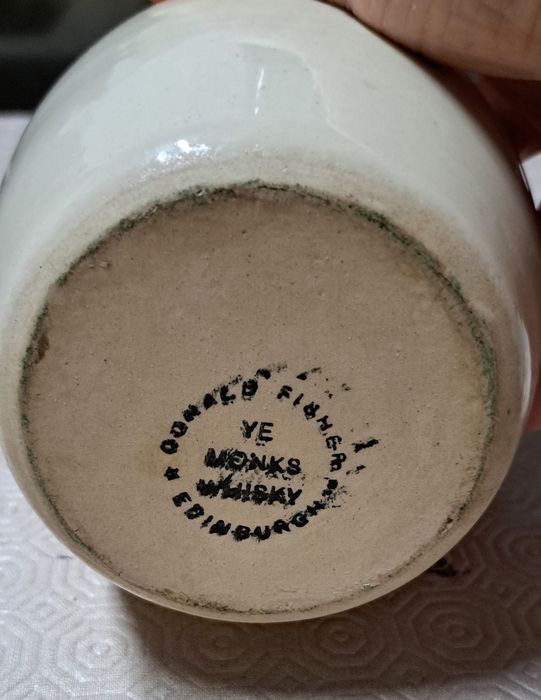 DONALD FISHER
YE
MONKS
WHISKY
EDINBURGH